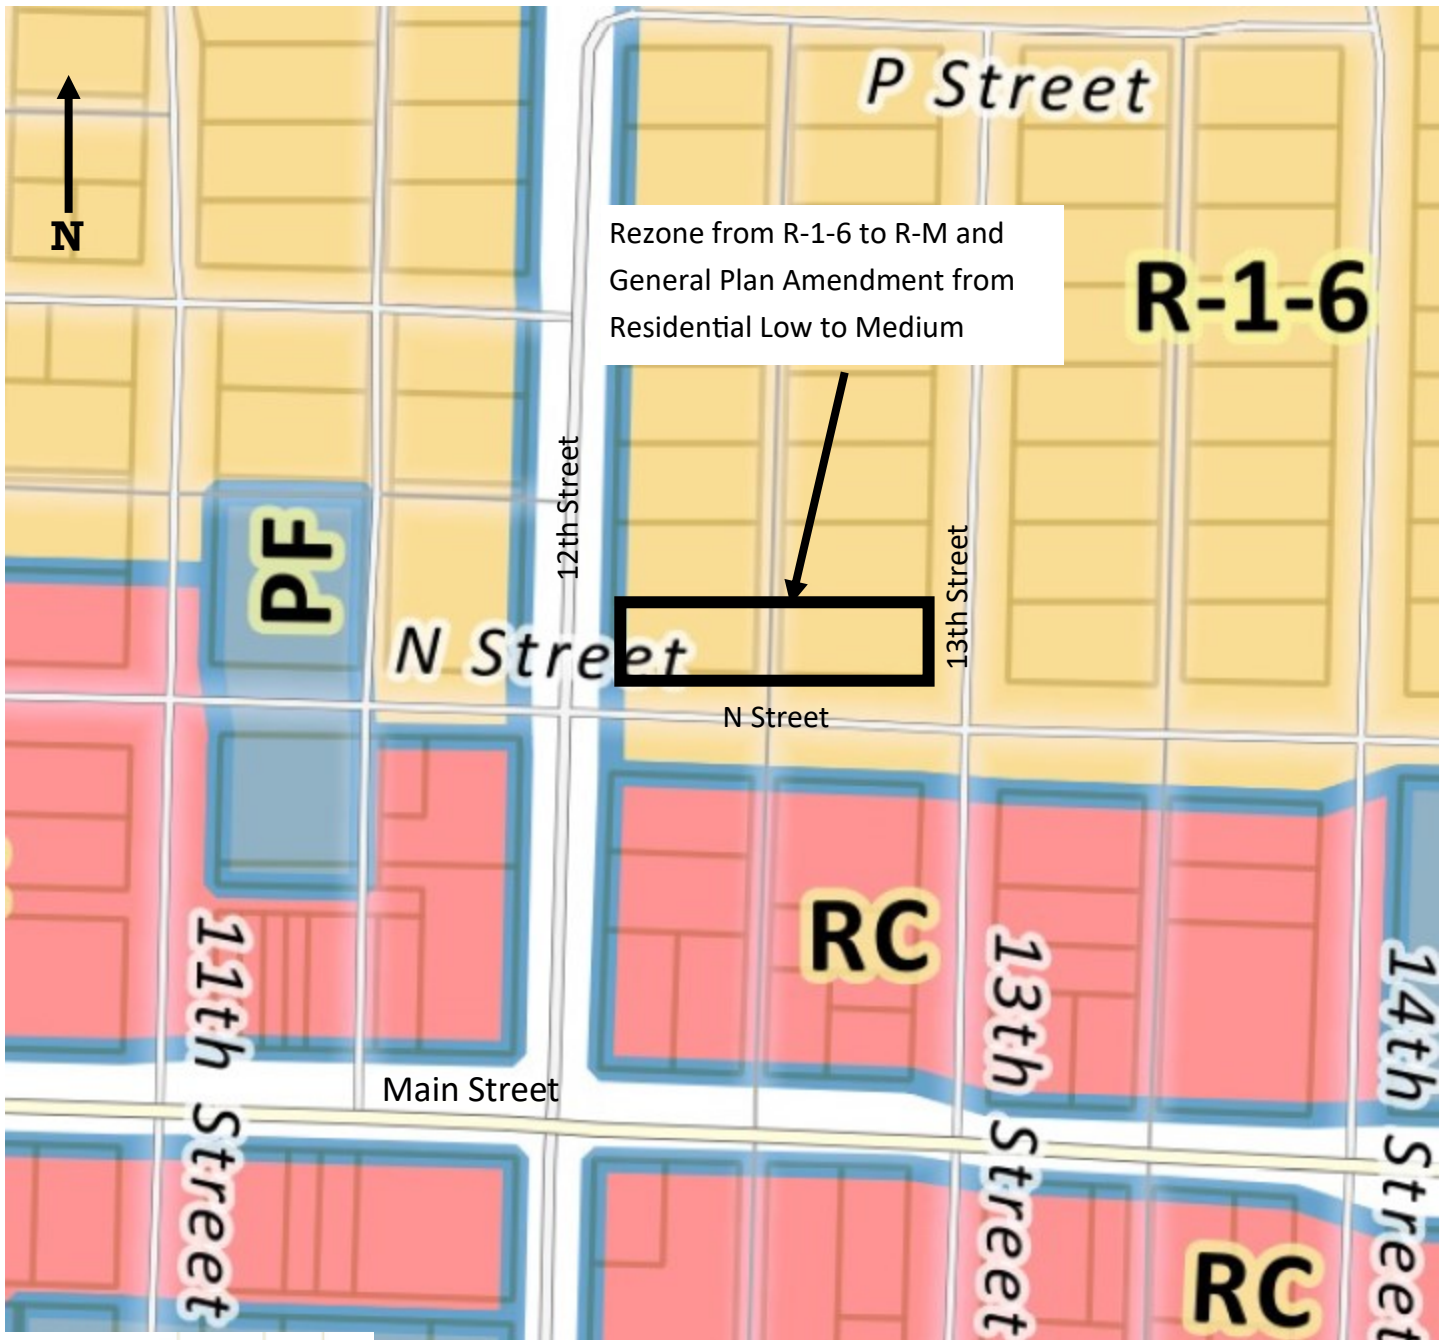 P Street
N
Rezone from R-1-6 to R-M and
General Plan Amendment from
Residential Low to Medium
R-1-6
12th Street
PF
13th Street
N Street
N Street
RC
11th Street
13th Street
14th Street
Main Street
RC